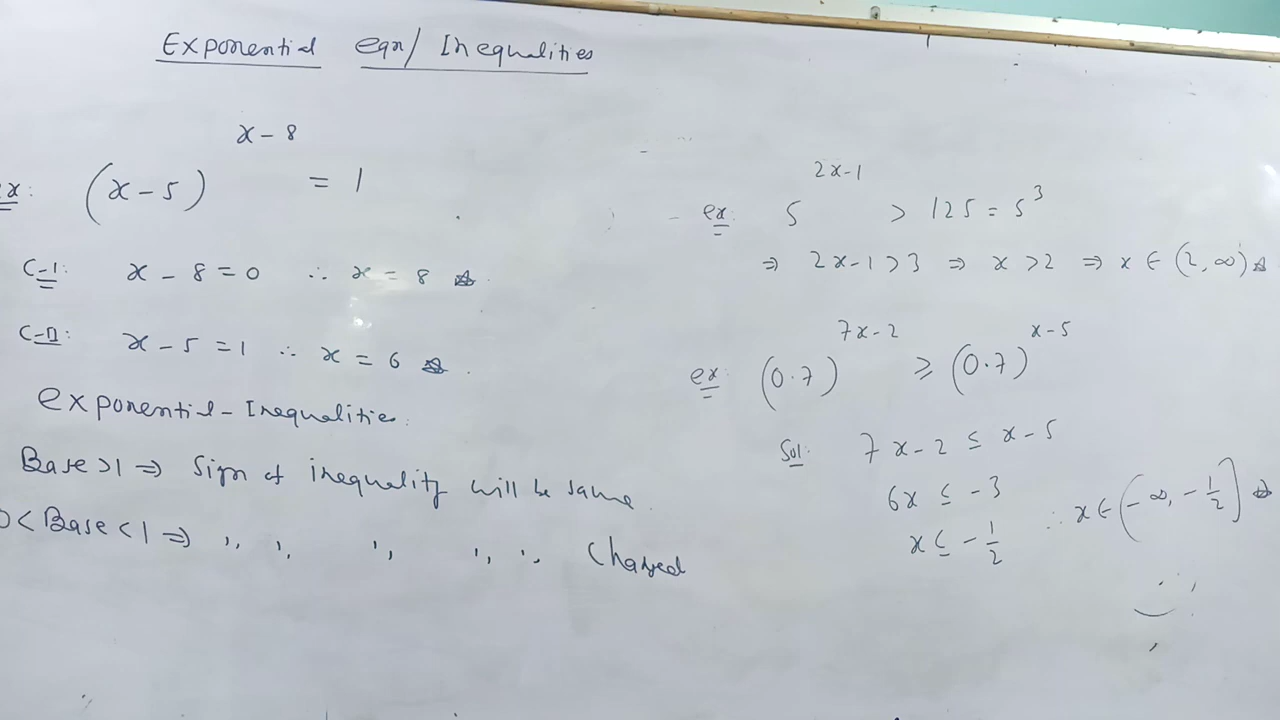 Exponential eqn/ Inequalities
ex: (x-5)^(x-8) = 1
C-I: x - 8 = 0 ∴ x = 8
C-II: x - 5 = 1 ∴ x = 6
exponential - Inequalities.
Base >1 ⇒ Sign of inequality will be same.
0 < Base < 1 ⇒ ,, ,, ,, ,, ,, Changed
ex: 5^(2x-1) > 125 = 5^3
⇒ 2x-1 > 3 ⇒ x > 2 ⇒ x ∈ (2, ∞)
ex: (0.7)^(7x-2) ≥ (0.7)^(x-5)
Sol: 7x - 2 ≤ x - 5
6x ≤ -3
x ≤ -1/2 ∴ x ∈ (-∞, -1/2]